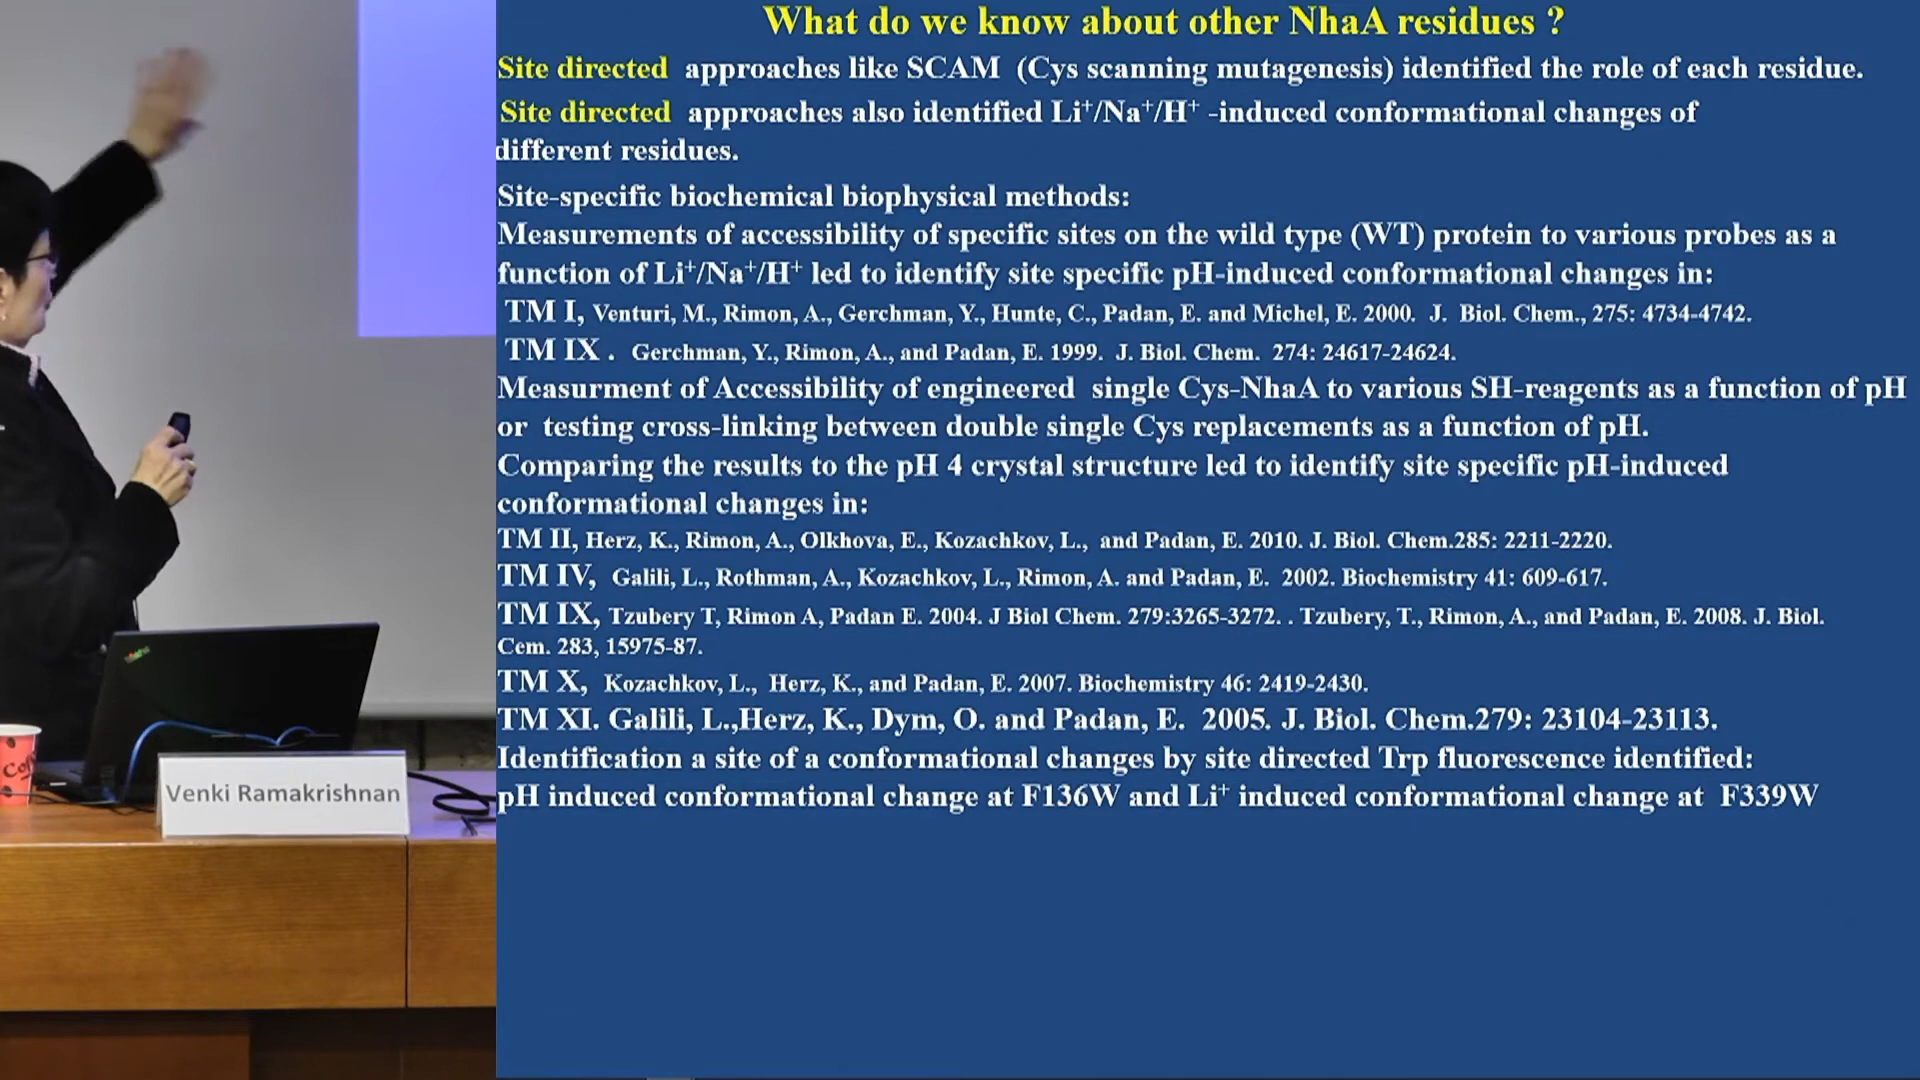 What do we know about other NhaA residues ?
Site directed approaches like SCAM (Cys scanning mutagenesis) identified the role of each residue.
Site directed approaches also identified Li⁺/Na⁺/H⁺ -induced conformational changes of
different residues.
Site-specific biochemical biophysical methods:
Measurements of accessibility of specific sites on the wild type (WT) protein to various probes as a
function of Li⁺/Na⁺/H⁺ led to identify site specific pH-induced conformational changes in:
TM I, Venturi, M., Rimon, A., Gerchman, Y., Hunte, C., Padan, E. and Michel, E. 2000. J. Biol. Chem., 275: 4734-4742.
TM IX . Gerchman, Y., Rimon, A., and Padan, E. 1999. J. Biol. Chem. 274: 24617-24624.
Measurment of Accessibility of engineered single Cys-NhaA to various SH-reagents as a function of pH
or testing cross-linking between double single Cys replacements as a function of pH.
Comparing the results to the pH 4 crystal structure led to identify site specific pH-induced
conformational changes in:
TM II, Herz, K., Rimon, A., Olkhova, E., Kozachkov, L., and Padan, E. 2010. J. Biol. Chem.285: 2211-2220.
TM IV, Galili, L., Rothman, A., Kozachkov, L., Rimon, A. and Padan, E. 2002. Biochemistry 41: 609-617.
TM IX, Tzubery T, Rimon A, Padan E. 2004. J Biol Chem. 279:3265-3272. . Tzubery, T., Rimon, A., and Padan, E. 2008. J. Biol.
Cem. 283, 15975-87.
TM X, Kozachkov, L., Herz, K., and Padan, E. 2007. Biochemistry 46: 2419-2430.
TM XI. Galili, L.,Herz, K., Dym, O. and Padan, E. 2005. J. Biol. Chem.279: 23104-23113.
Identification a site of a conformational changes by site directed Trp fluorescence identified:
pH induced conformational change at F136W and Li⁺ induced conformational change at F339W
Venki Ramakrishnan